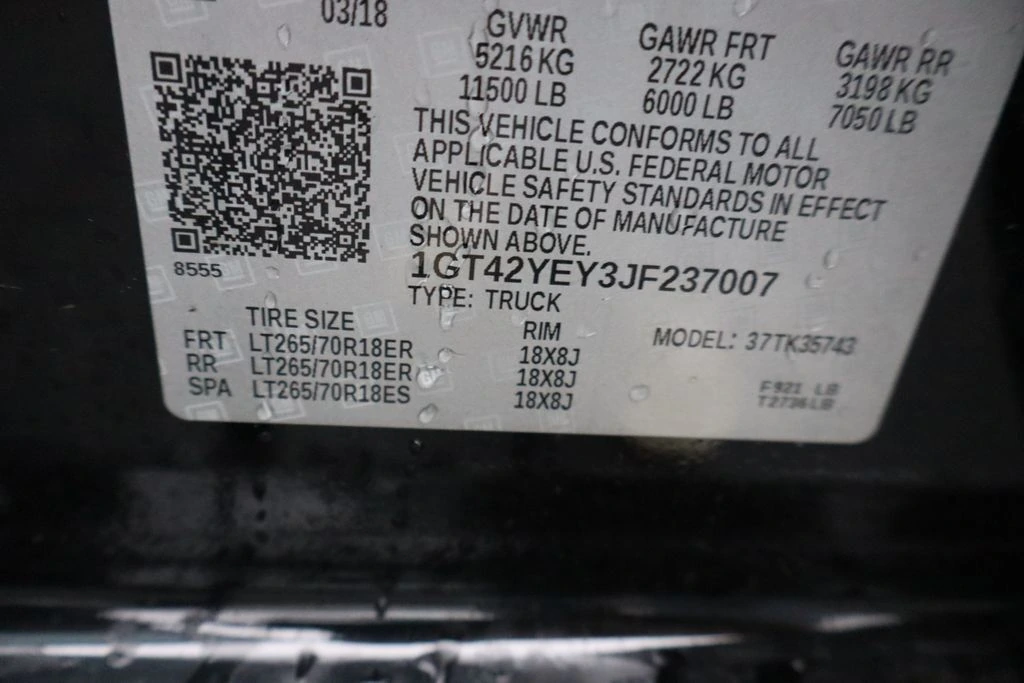 03/18
GVWR GAWR FRT GAWR RR
5216 KG 2722 KG 3198 KG
11500 LB 6000 LB 7050 LB
THIS VEHICLE CONFORMS TO ALL
APPLICABLE U.S. FEDERAL MOTOR
VEHICLE SAFETY STANDARDS IN EFFECT
ON THE DATE OF MANUFACTURE
SHOWN ABOVE.
8555
1GT42YEY3JF237007
TYPE: TRUCK
TIRE SIZE RIM MODEL: 37TK35743
FRT LT265/70R18ER 18X8J
RR LT265/70R18ER 18X8J
SPA LT265/70R18ES 18X8J
F921 LB
T2736LB